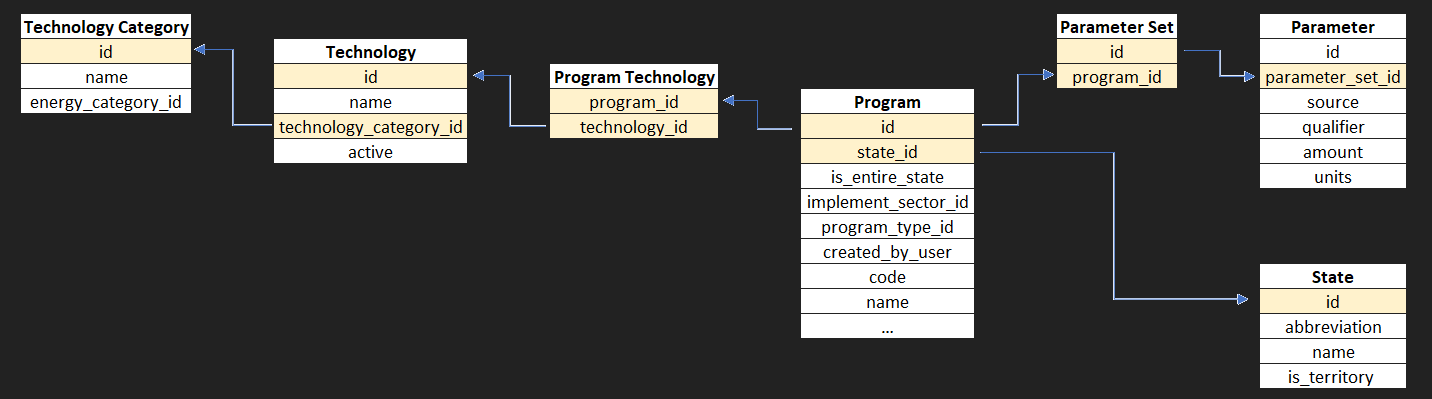 Technology Category
id
name
energy_category_id
Technology
id
name
technology_category_id
active
Program Technology
program_id
technology_id
Program
id
state_id
is_entire_state
implement_sector_id
program_type_id
created_by_user
code
name
...
Parameter Set
id
program_id
Parameter
id
parameter_set_id
source
qualifier
amount
units
State
id
abbreviation
name
is_territory